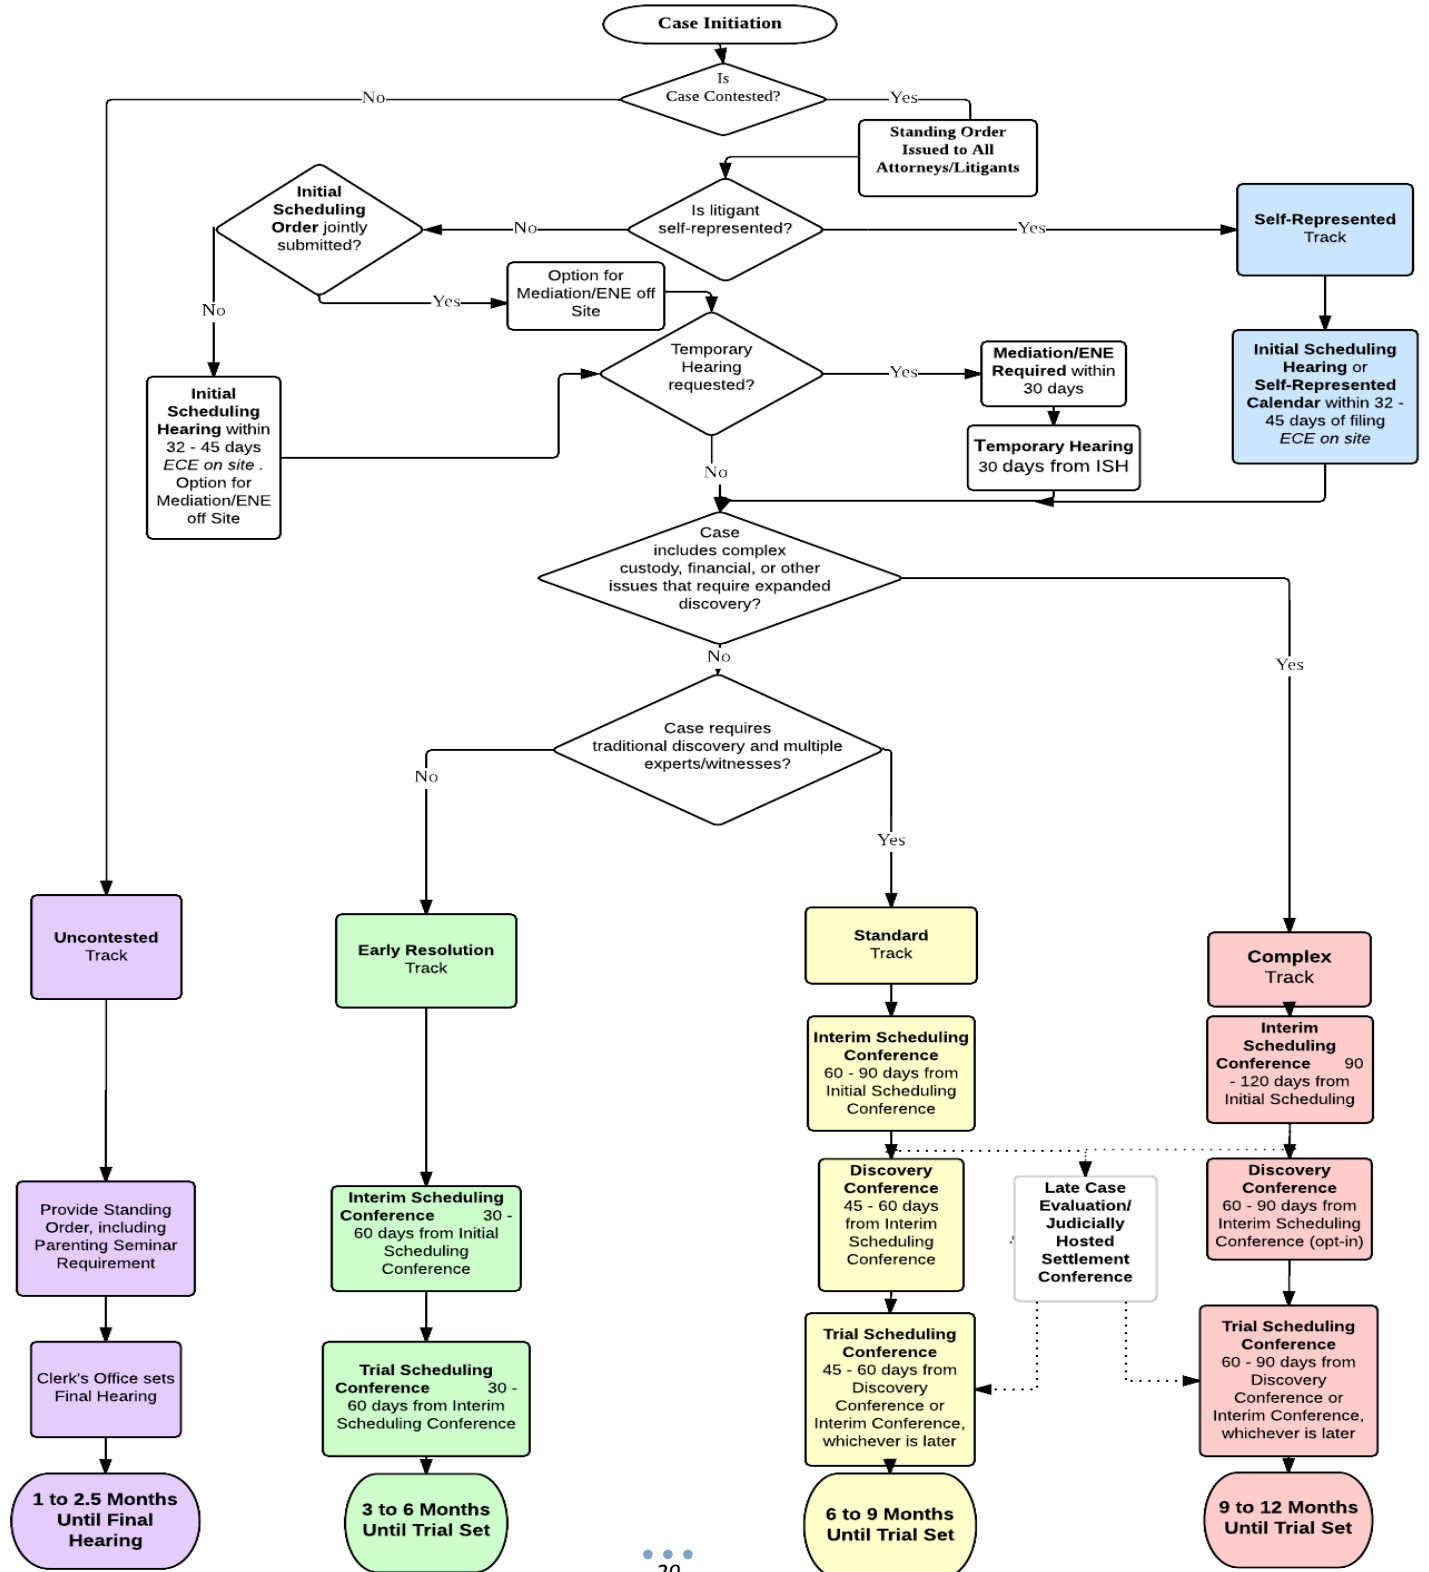 Case Initiation
Is
Case Contested?
No
Yes
Standing Order
Issued to All
Attorneys/Litigants
Initial
Scheduling
Order jointly
submitted?
No
Is litigant
self-represented?
Yes
Self-Represented
Track
Option for
Mediation/ENE off
Site
Yes
No
Temporary
Hearing
requested?
Yes
Mediation/ENE
Required within
30 days
Initial Scheduling
Hearing or
Self-Represented
Calendar within 32 -
45 days of filing
ECE on site
Initial
Scheduling
Hearing within
32 - 45 days
ECE on site .
Option for
Mediation/ENE
off Site
Temporary Hearing
30 days from ISH
No
Case
includes complex
custody, financial, or other
issues that require expanded
discovery?
No
Yes
Case requires
traditional discovery and multiple
experts/witnesses?
No
Yes
Uncontested
Track
Early Resolution
Track
Standard
Track
Complex
Track
Interim Scheduling
Conference
60 - 90 days from
Initial Scheduling
Conference
Interim
Scheduling
Conference 90
- 120 days from
Initial Scheduling
Provide Standing
Order, including
Parenting Seminar
Requirement
Interim Scheduling
Conference 30 -
60 days from Initial
Scheduling
Conference
Discovery
Conference
45 - 60 days
from Interim
Scheduling
Conference
Late Case
Evaluation/
Judicially
Hosted
Settlement
Conference
Discovery
Conference
60 - 90 days from
Interim Scheduling
Conference (opt-in)
Clerk's Office sets
Final Hearing
Trial Scheduling
Conference 30 -
60 days from Interim
Scheduling Conference
Trial Scheduling
Conference
45 - 60 days from
Discovery
Conference or
Interim Conference,
whichever is later
Trial Scheduling
Conference
60 - 90 days from
Discovery
Conference or
Interim Conference,
whichever is later
1 to 2.5 Months
Until Final
Hearing
3 to 6 Months
Until Trial Set
6 to 9 Months
Until Trial Set
9 to 12 Months
Until Trial Set